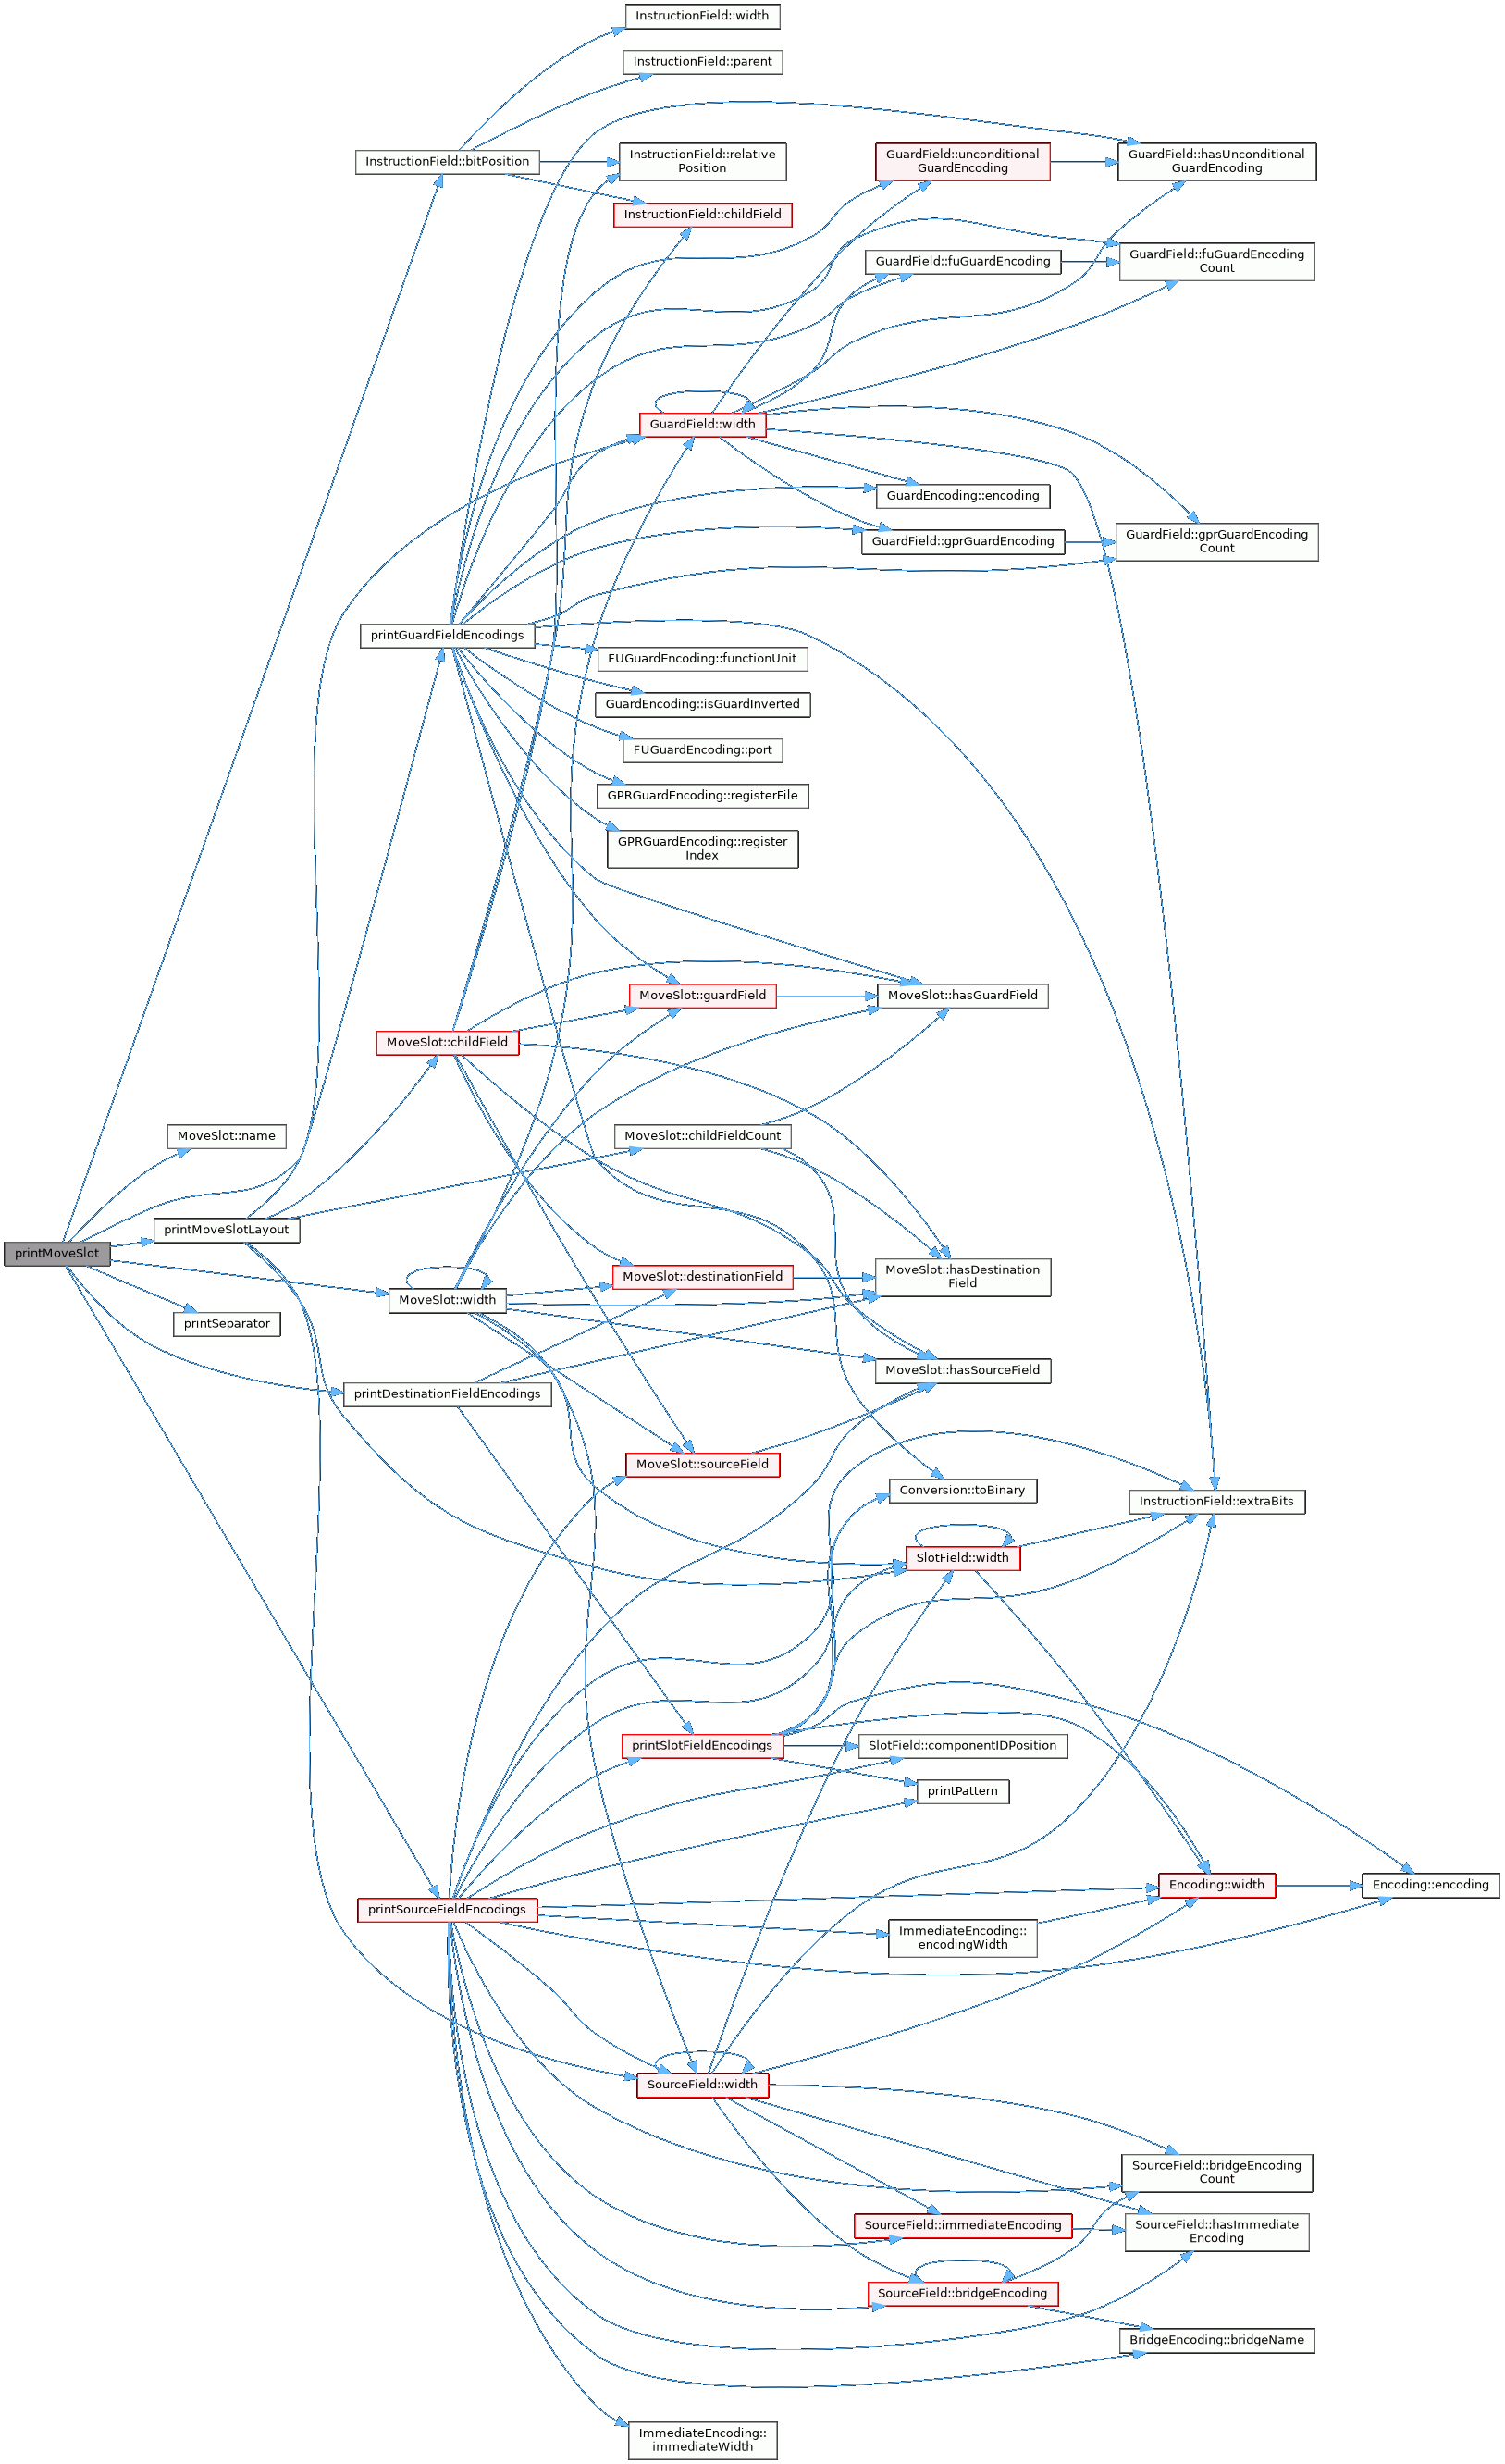 InstructionField::width
InstructionField::parent
InstructionField::bitPosition
InstructionField::relative
Position
GuardField::unconditional
GuardEncoding
GuardField::hasUnconditional
GuardEncoding
InstructionField::childField
GuardField::fuGuardEncoding
GuardField::fuGuardEncoding
Count
GuardField::width
GuardEncoding::encoding
GuardField::gprGuardEncoding
GuardField::gprGuardEncoding
Count
printGuardFieldEncodings
FUGuardEncoding::functionUnit
GuardEncoding::isGuardInverted
FUGuardEncoding::port
GPRGuardEncoding::registerFile
GPRGuardEncoding::register
Index
MoveSlot::guardField
MoveSlot::hasGuardField
MoveSlot::childField
MoveSlot::name
MoveSlot::childFieldCount
printMoveSlotLayout
printMoveSlot
MoveSlot::destinationField
MoveSlot::hasDestination
Field
MoveSlot::width
printSeparator
MoveSlot::hasSourceField
printDestinationFieldEncodings
MoveSlot::sourceField
Conversion::toBinary
InstructionField::extraBits
SlotField::width
printSlotFieldEncodings
SlotField::componentIDPosition
printPattern
Encoding::width
Encoding::encoding
printSourceFieldEncodings
ImmediateEncoding::
encodingWidth
SourceField::width
SourceField::bridgeEncoding
Count
SourceField::immediateEncoding
SourceField::hasImmediate
Encoding
SourceField::bridgeEncoding
BridgeEncoding::bridgeName
ImmediateEncoding::
immediateWidth